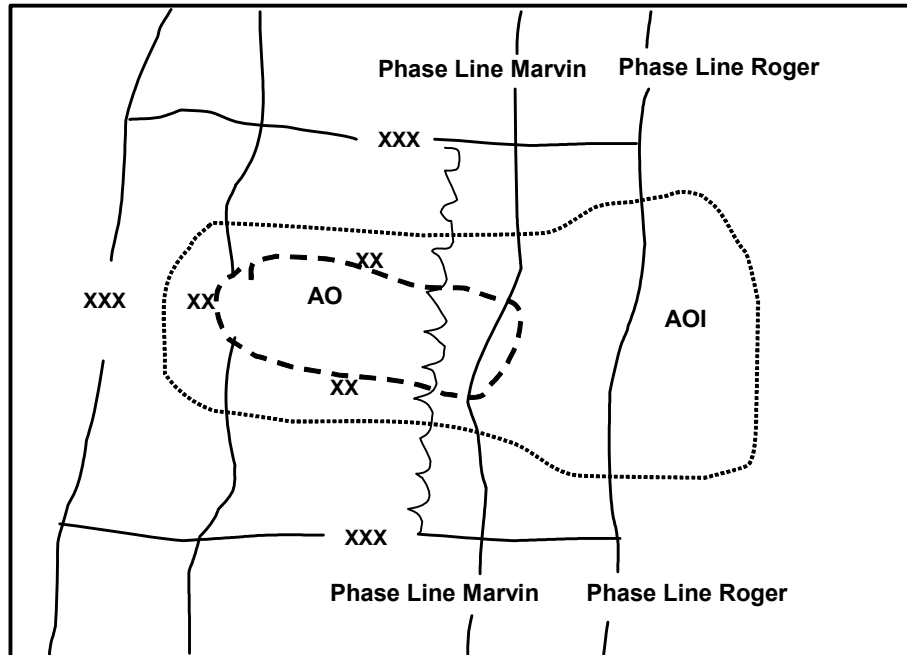 Phase Line Marvin Phase Line Roger
XXX
XX
XXX XX AO AOI
XX
XXX
Phase Line Marvin Phase Line Roger